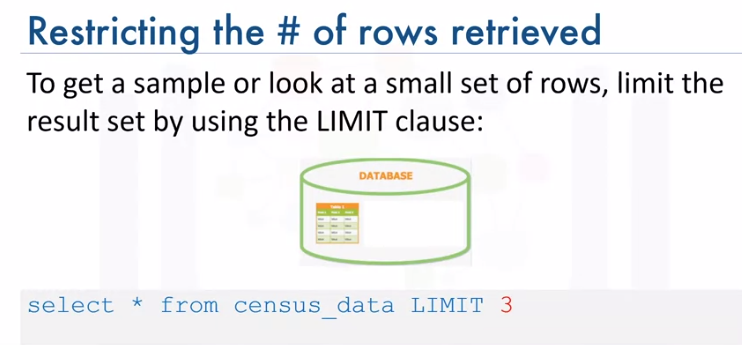 Restricting the # of rows retrieved
To get a sample or look at a small set of rows, limit the
result set by using the LIMIT clause:
DATABASE
Table 1
select * from census_data LIMIT 3